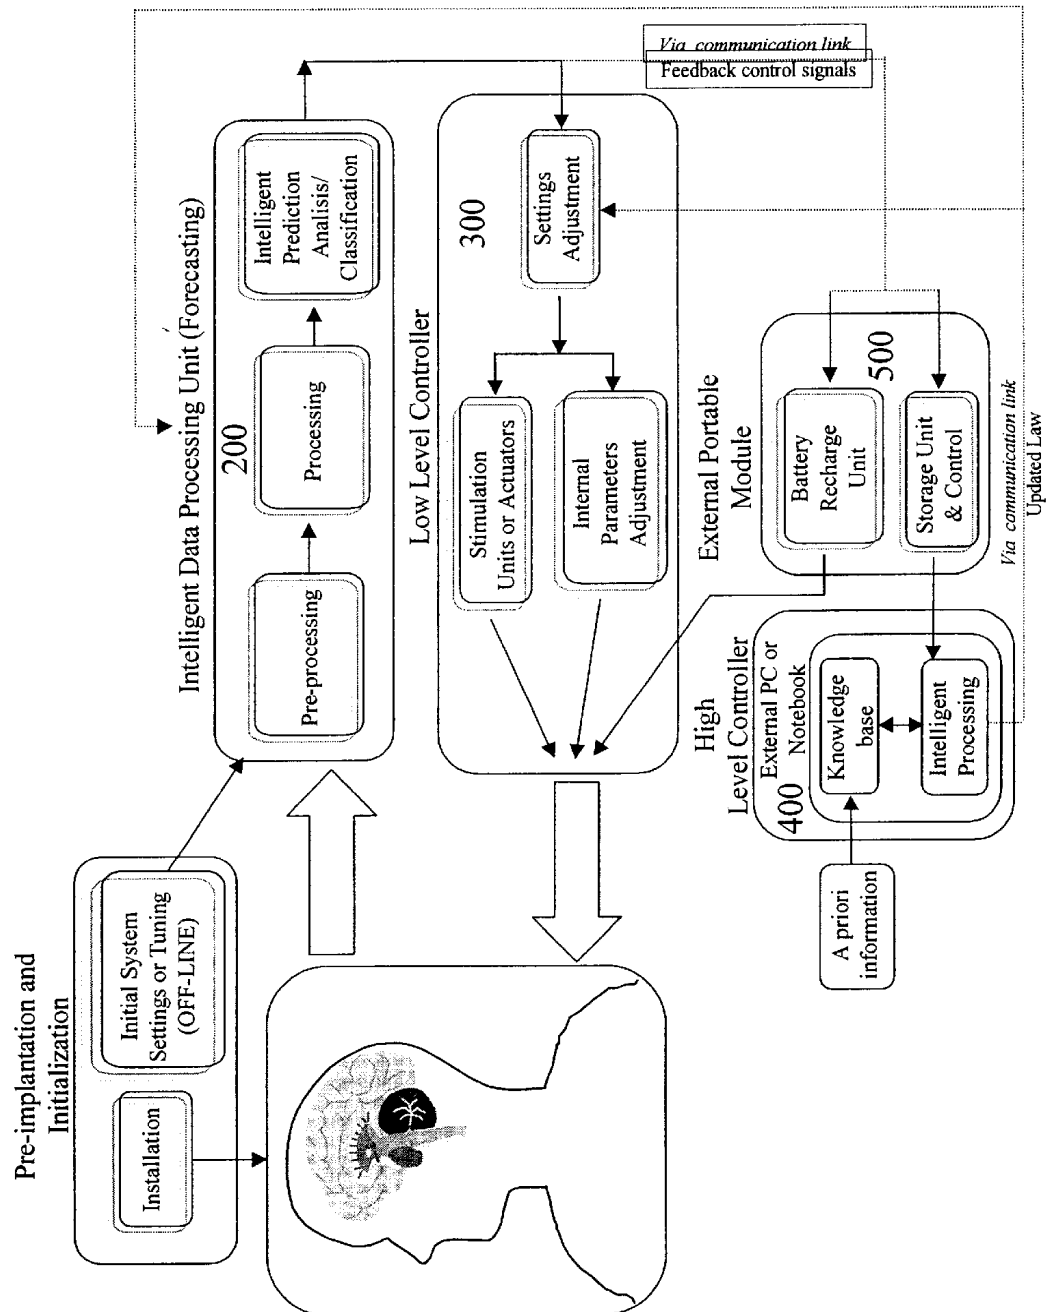 Pre-implantation and
Initialization
Installation
Initial System
Settings or Tuning
(OFF-LINE)
Intelligent Data Processing Unit (Forecasting)
200
Pre-processing
Processing
Intelligent
Prediction
Analisis/
Classification
Via communication link
Feedback control signals
Low Level Controller
300
Settings
Adjustment
Stimulation
Units or Actuators
Internal
Parameters
Adjustment
External Portable
Module
500
Battery
Recharge
Unit
Storage Unit
& Control
High
Level Controller
External PC or
Notebook
400
Knowledge
base
Intelligent
Processing
A priori
information
Via communication link
Updated Law